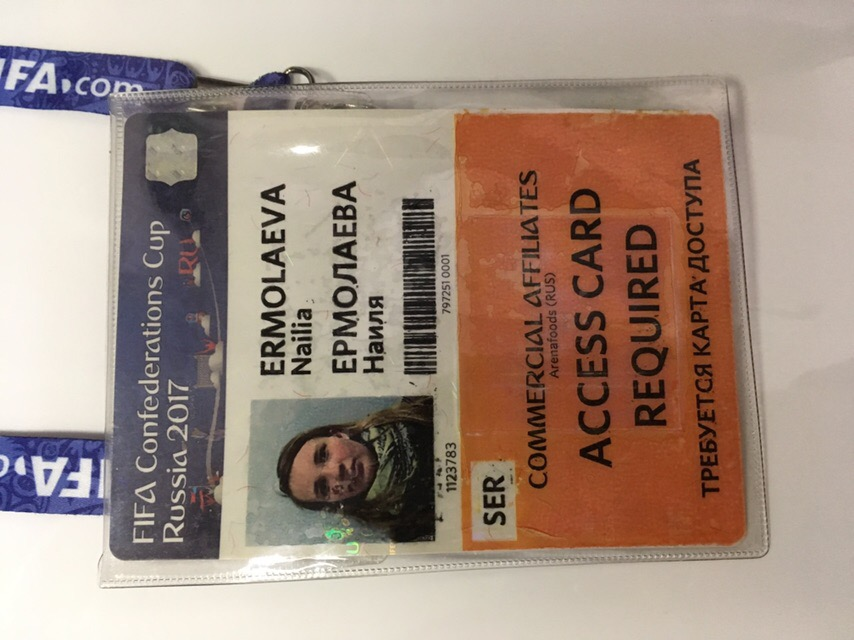 FIFA.com
FIFA.c
FIFA Confederations Cup
Russia 2017
RU
ERMOLAEVA
Nailia
ЕРМОЛАЕВА
Наиля
7972510001
1123783
SER
COMMERCIAL AFFILIATES
Arenafoods (RUS)
ACCESS CARD
REQUIRED
ТРЕБУЕТСЯ КАРТА ДОСТУПА